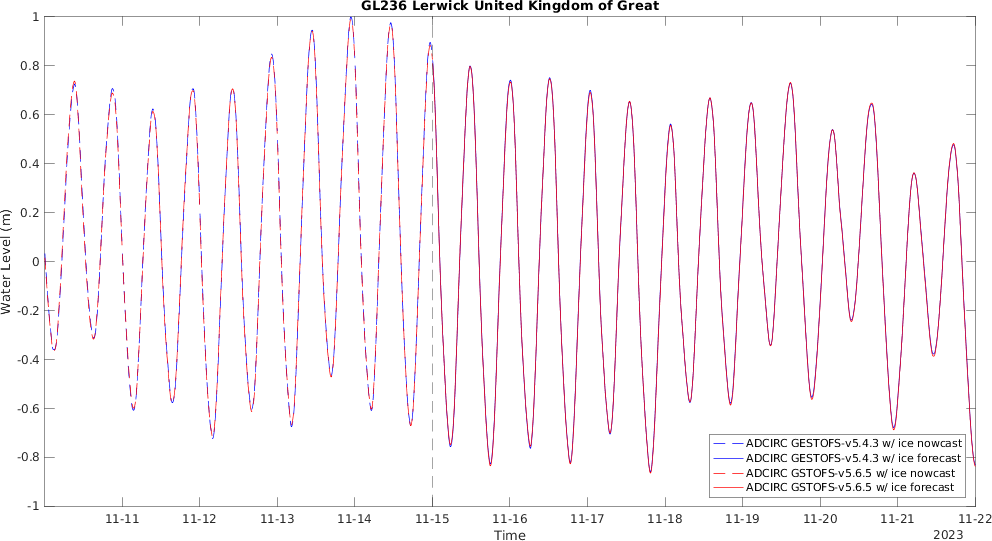 GL236 Lerwick United Kingdom of Great
1
0.8
0.6
0.4
0.2
0
-0.2
-0.4
-0.6
-0.8
-1
Water Level (m)
ADCIRC GESTOFS-v5.4.3 w/ ice nowcast
ADCIRC GESTOFS-v5.4.3 w/ ice forecast
ADCIRC GSTOFS-v5.6.5 w/ ice nowcast
ADCIRC GSTOFS-v5.6.5 w/ ice forecast
11-11 11-12 11-13 11-14 11-15 11-16 11-17 11-18 11-19 11-20 11-21 11-22
Time
2023